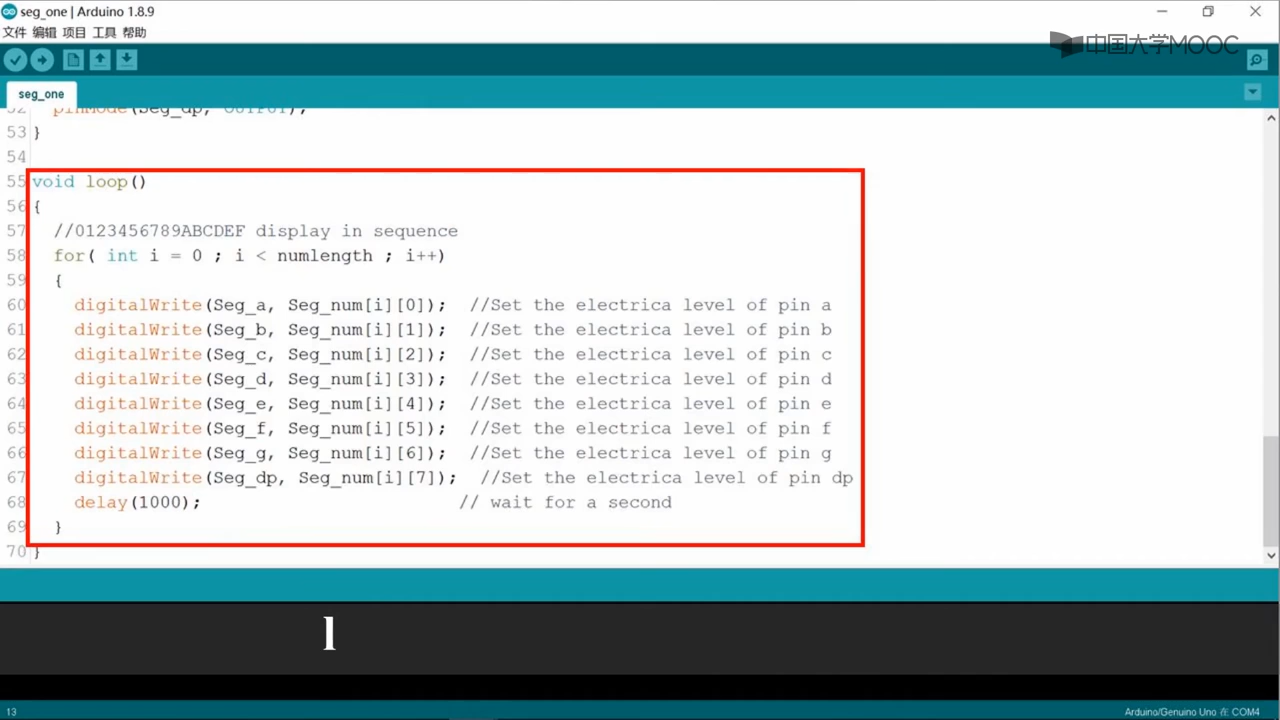 seg_one | Arduino 1.8.9
文件 编辑 项目 工具 帮助
中国大学MOOC
seg_one
52 pinMode(Seg_dp, OUTPUT);
53 }
54
55 void loop()
56 {
57 //0123456789ABCDEF display in sequence
58 for( int i = 0 ; i < numlength ; i++)
59 {
60 digitalWrite(Seg_a, Seg_num[i][0]); //Set the electrica level of pin a
61 digitalWrite(Seg_b, Seg_num[i][1]); //Set the electrica level of pin b
62 digitalWrite(Seg_c, Seg_num[i][2]); //Set the electrica level of pin c
63 digitalWrite(Seg_d, Seg_num[i][3]); //Set the electrica level of pin d
64 digitalWrite(Seg_e, Seg_num[i][4]); //Set the electrica level of pin e
65 digitalWrite(Seg_f, Seg_num[i][5]); //Set the electrica level of pin f
66 digitalWrite(Seg_g, Seg_num[i][6]); //Set the electrica level of pin g
67 digitalWrite(Seg_dp, Seg_num[i][7]); //Set the electrica level of pin dp
68 delay(1000); // wait for a second
69 }
70 }
l
13
Arduino/Genuino Uno 在 COM4